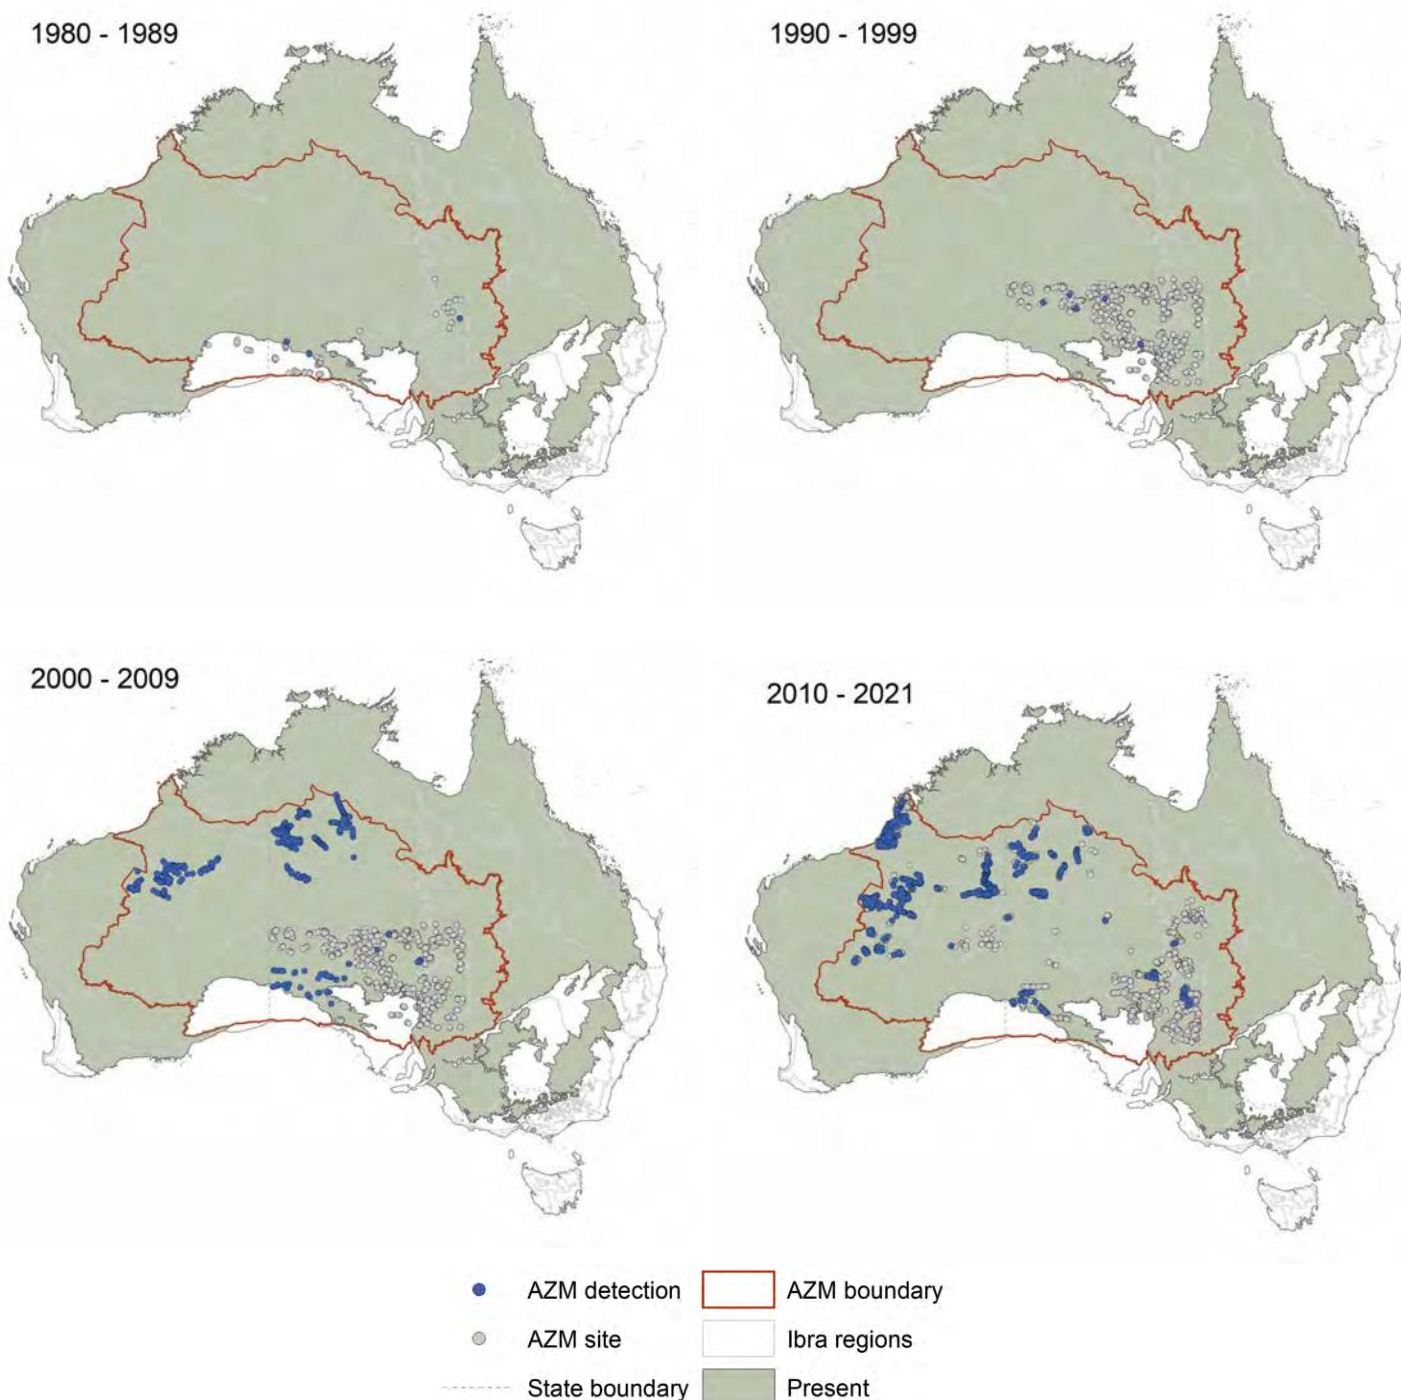 1980 - 1989
1990 - 1999
2000 - 2009
2010 - 2021
AZM detection
AZM boundary
AZM site
Ibra regions
State boundary
Present